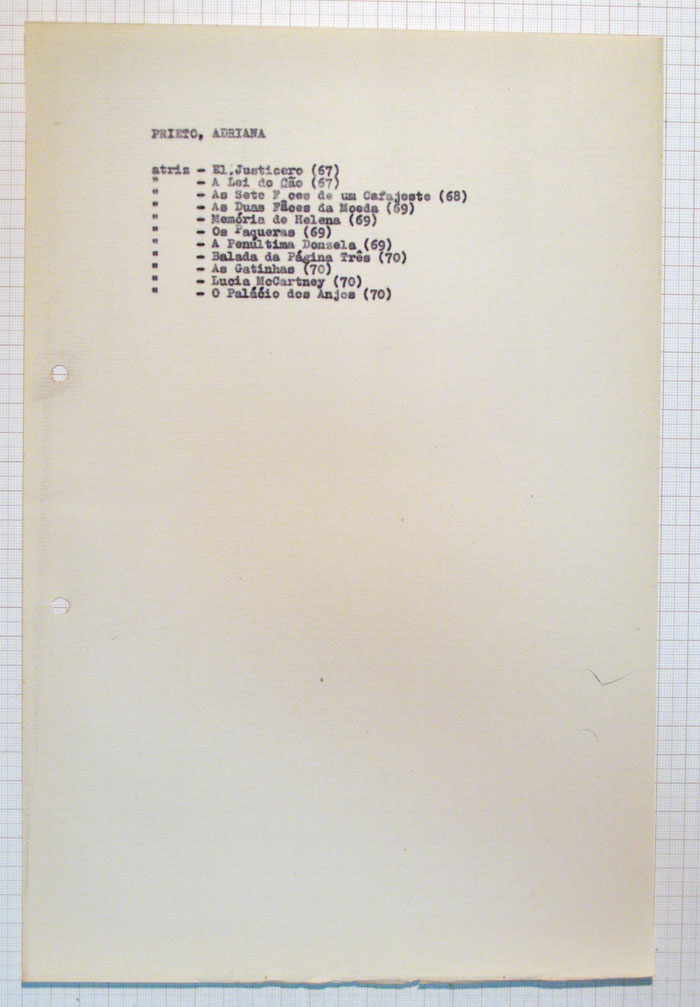 PRIETO, ADRIANA
atriz - El Justicero (67)
" - A Lei do Cão (67)
" - As Sete Faces de um Cafajeste (68)
" - As Duas Fâces da Moeda (69)
" - Memória de Helena (69)
" - Os Paqueras (69)
" - A Penúltima Donzela (69)
" - Balada da Página Três (70)
" - As Gatinhas (70)
" - Lucia McCartney (70)
" - O Palácio dos Anjos (70)